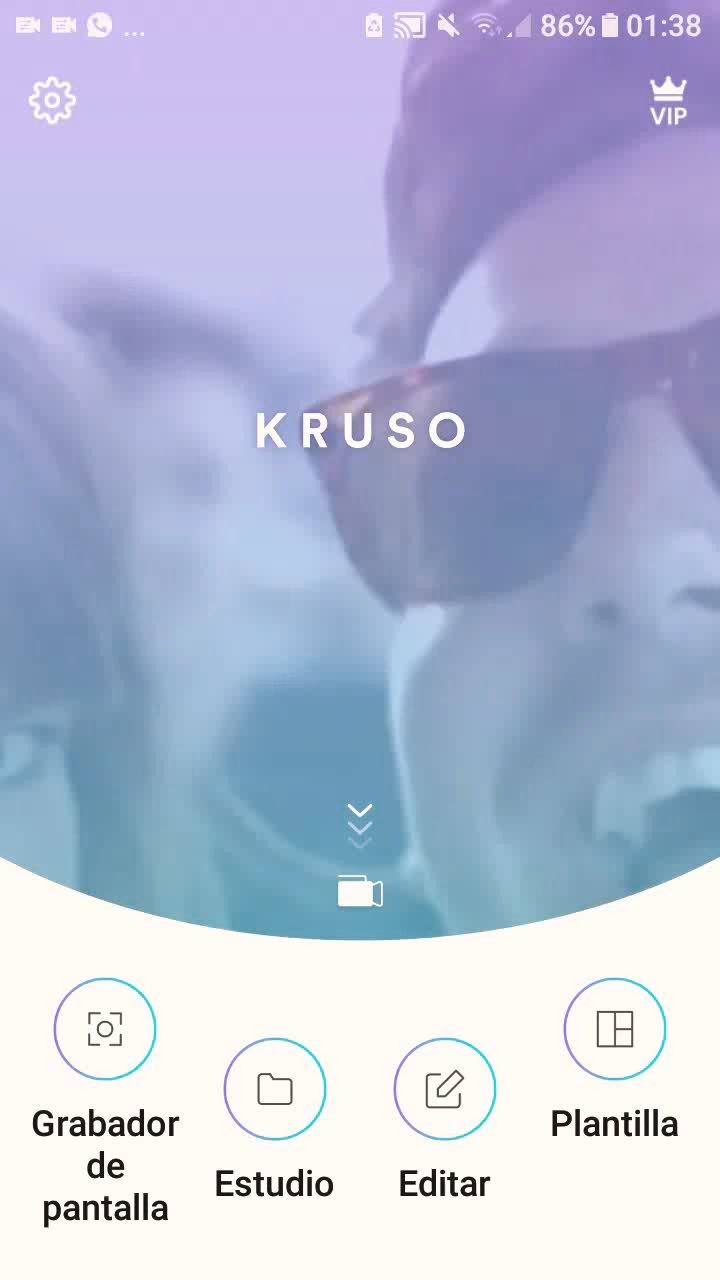 ... 86% 01:38
VIP
KRUSO
Grabador
de
pantalla
Estudio
Editar
Plantilla